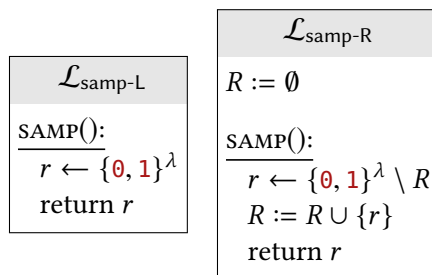 𝓛samp-L
SAMP():
r ← {0, 1}^λ
return r
𝓛samp-R
R := ∅
SAMP():
r ← {0, 1}^λ \ R
R := R ∪ {r}
return r